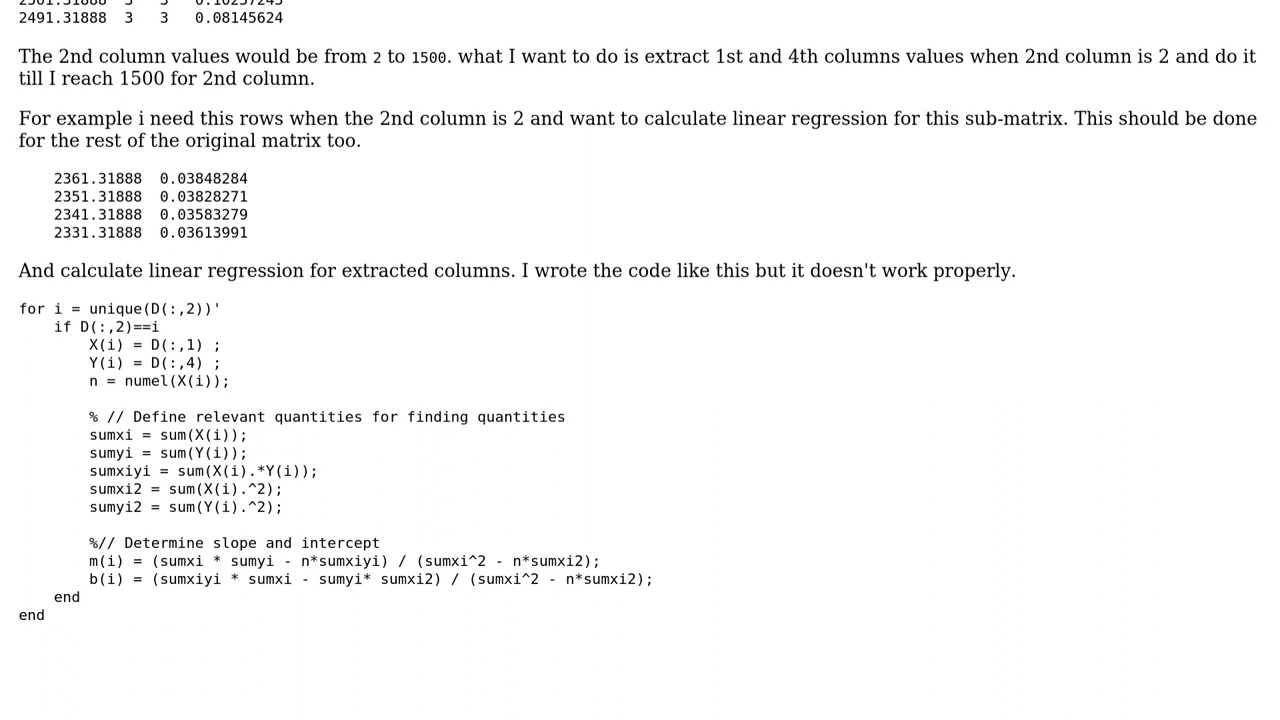 2491.31888  3   3   0.08145624
The 2nd column values would be from 2 to 1500. what I want to do is extract 1st and 4th columns values when 2nd column is 2 and do it
till I reach 1500 for 2nd column.
For example i need this rows when the 2nd column is 2 and want to calculate linear regression for this sub-matrix. This should be done
for the rest of the original matrix too.
    2361.31888  0.03848284
    2351.31888  0.03828271
    2341.31888  0.03583279
    2331.31888  0.03613991
And calculate linear regression for extracted columns. I wrote the code like this but it doesn't work properly.
for i = unique(D(:,2))'
    if D(:,2)==i
        X(i) = D(:,1) ;
        Y(i) = D(:,4) ;
        n = numel(X(i));
        % // Define relevant quantities for finding quantities
        sumxi = sum(X(i));
        sumyi = sum(Y(i));
        sumxiyi = sum(X(i).*Y(i));
        sumxi2 = sum(X(i).^2);
        sumyi2 = sum(Y(i).^2);
        %// Determine slope and intercept
        m(i) = (sumxi * sumyi - n*sumxiyi) / (sumxi^2 - n*sumxi2);
        b(i) = (sumxiyi * sumxi - sumyi* sumxi2) / (sumxi^2 - n*sumxi2);
    end
end